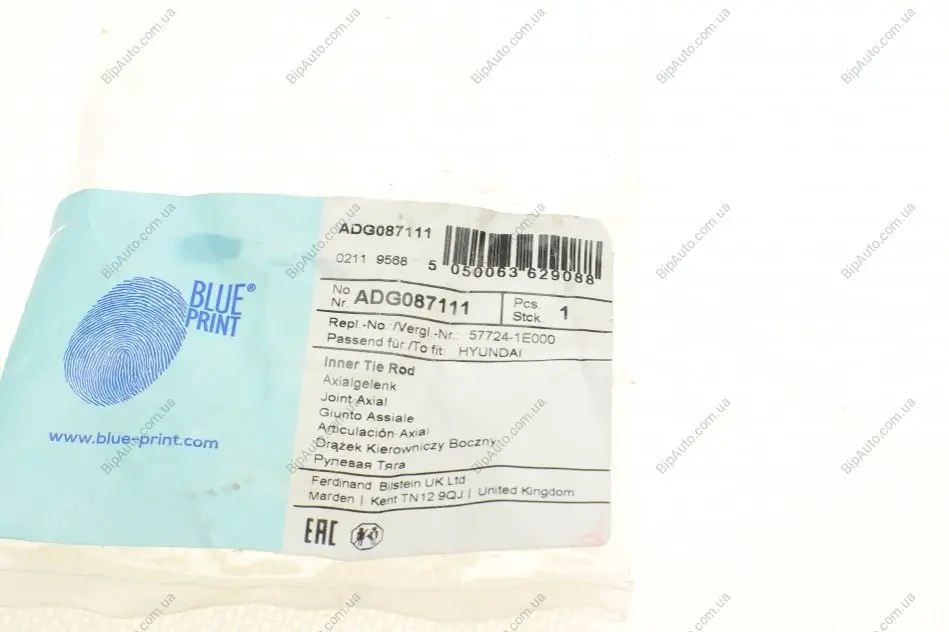 BLUE®
PRINT
www.blue-print.com
ADG087111
0211 9568
5 050063 629088
No
Nr. ADG087111
Pcs
Stck 1
Repl.-No./Vergl.-Nr.: 57724-1E000
Passend für/To fit: HYUNDAI
Inner Tie Rod
Axialgelenk
Joint Axial
Giunto Assiale
Articulación Axial
Drążek Kierowniczy Boczny
Рулевая Тяга
Ferdinand Bilstein UK Ltd
Marden | Kent TN12 9QJ | United Kingdom
EAC
BipAuto.com.ua